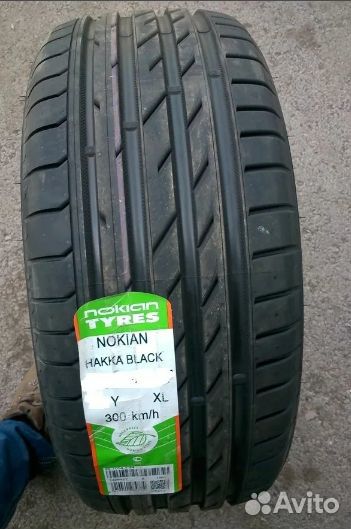 nokian
TYRES
NOKIAN
HAKKA BLACK
Y XL
300 km/h
Avito